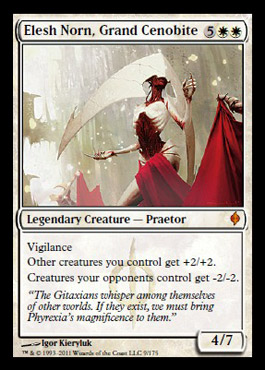 Elesh Norn, Grand Cenobite 5
Legendary Creature — Praetor
Vigilance
Other creatures you control get +2/+2.
Creatures your opponents control get -2/-2.
“The Gitaxians whisper among themselves
of other worlds. If they exist, we must bring
Phyrexia's magnificence to them.”
Igor Kieryluk
™ & © 1993-2011 Wizards of the Coast LLC 9/175
4/7